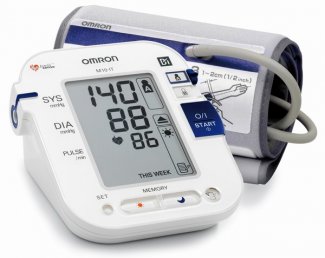 OMRON
M10-IT
SYS
mmHg
140
A
DIA
mmHg
88
PULSE
/min
86
THIS WEEK
O/I
START
SET
MEMORY
1~2cm (1/2 inch)